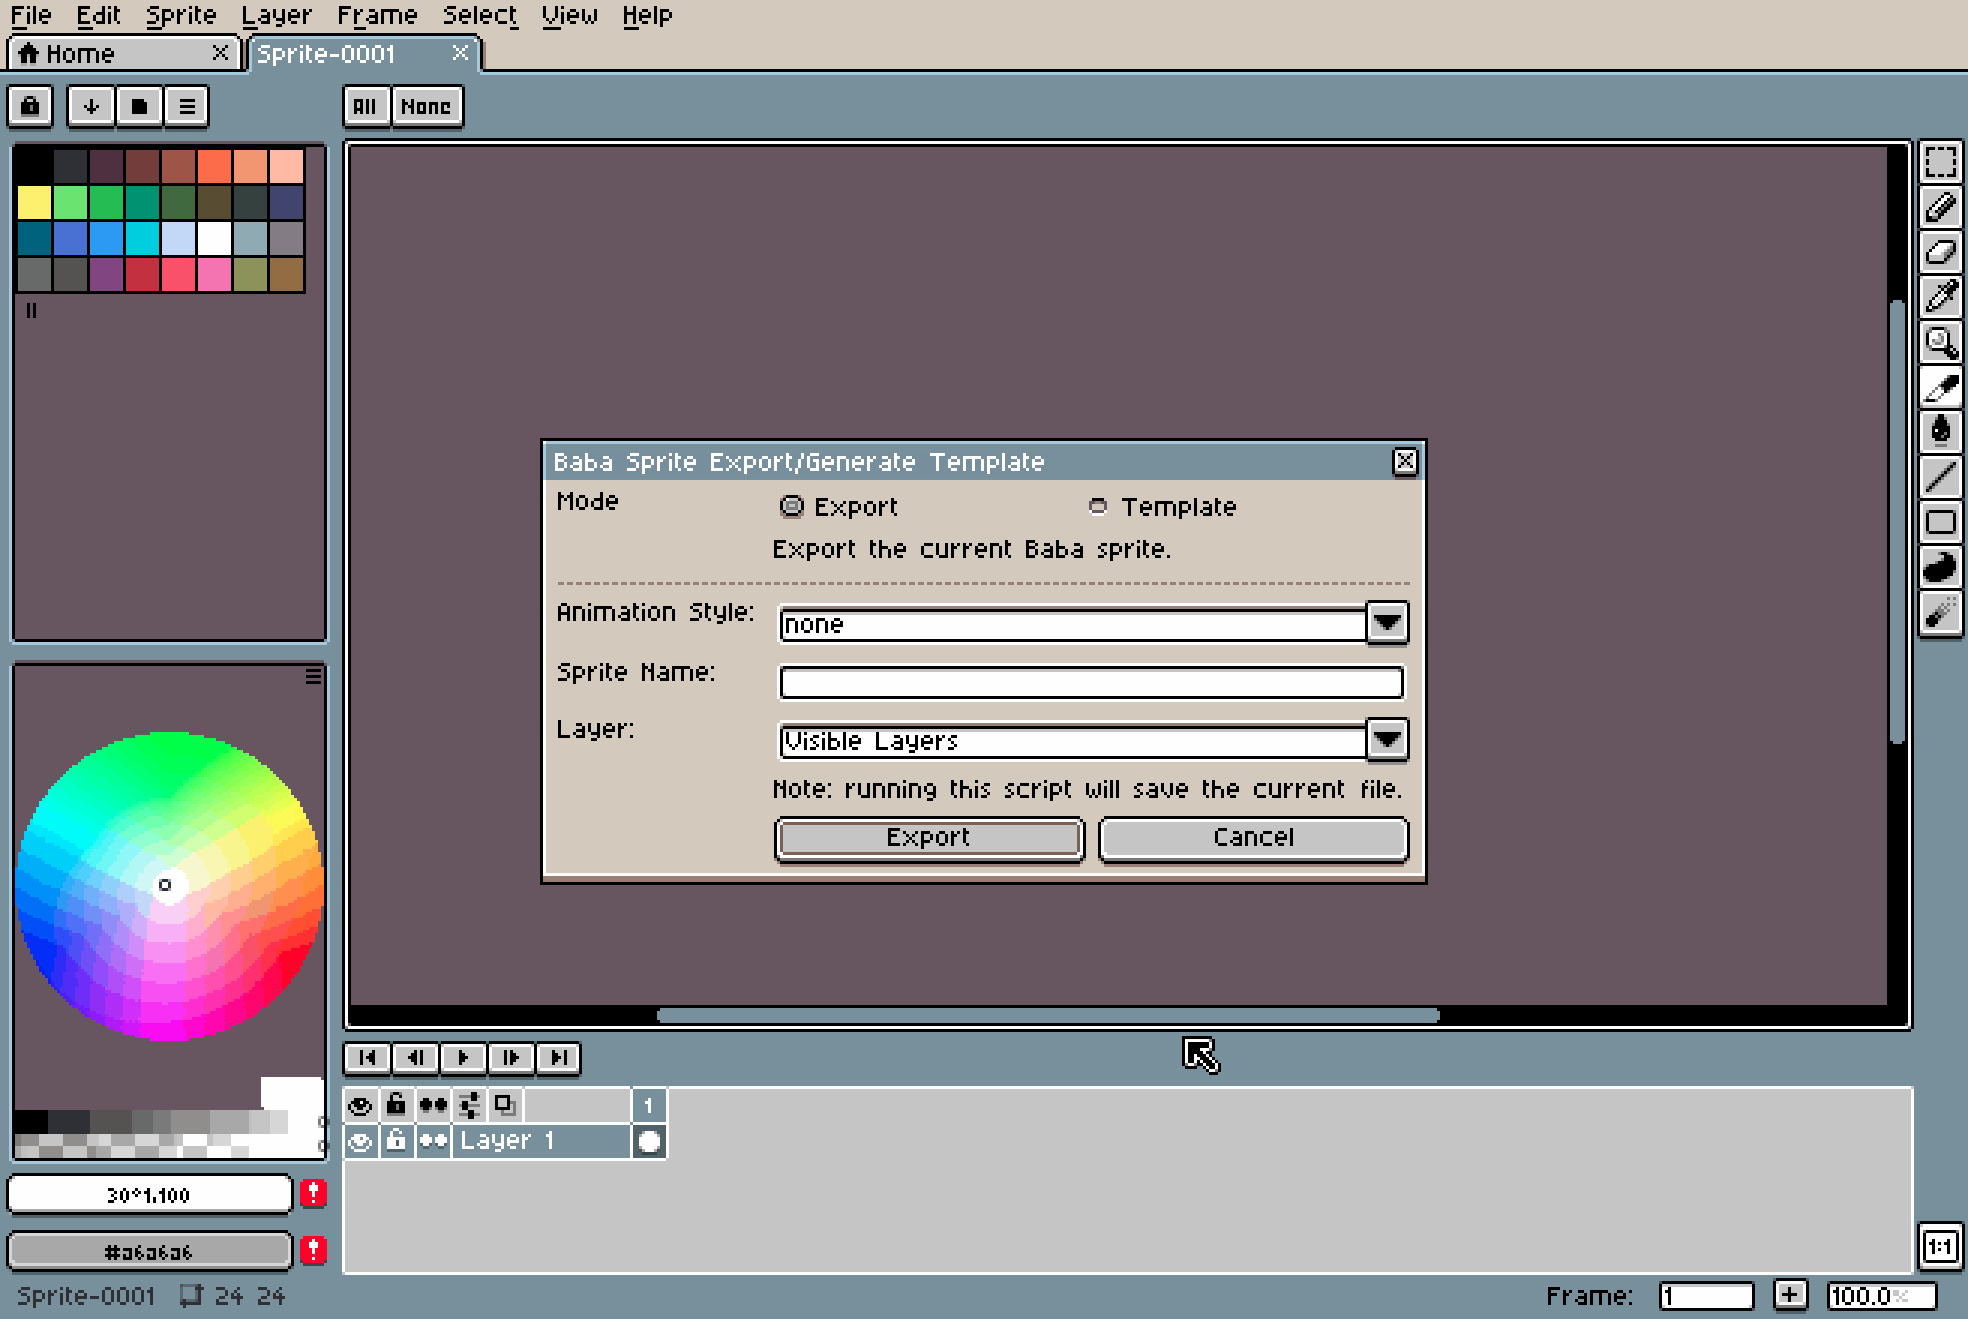 File Edit Sprite Layer Frame Select View Help
Home
Sprite-0001
All None
Baba Sprite Export/Generate Template
Mode
Export
Template
Export the current Baba sprite.
Animation Style:
none
Sprite Name:
Layer:
Visible Layers
Note: running this script will save the current file.
Export
Cancel
1
Layer 1
30°1,100
#a6a6a6
1:1
Sprite-0001 24 24
Frame: 1 + 100.0%